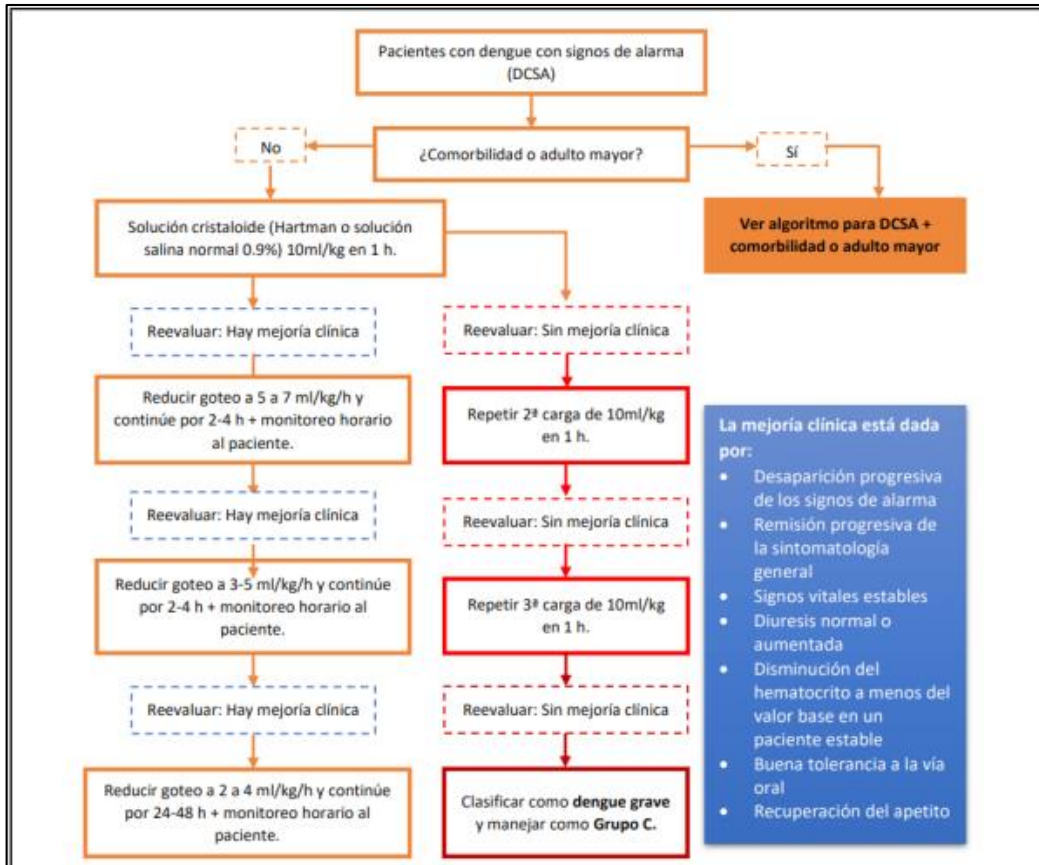 Pacientes con dengue con signos de alarma
(DCSA)
No
¿Comorbilidad o adulto mayor?
Sí
Solución cristaloide (Hartman o solución
salina normal 0.9%) 10ml/kg en 1 h.
Ver algoritmo para DCSA +
comorbilidad o adulto mayor
Reevaluar: Hay mejoría clínica
Reevaluar: Sin mejoría clínica
Reducir goteo a 5 a 7 ml/kg/h y
continúe por 2-4 h + monitoreo horario
al paciente.
Repetir 2ª carga de 10ml/kg
en 1 h.
Reevaluar: Hay mejoría clínica
Reevaluar: Sin mejoría clínica
Reducir goteo a 3-5 ml/kg/h y continúe
por 2-4 h + monitoreo horario al
paciente.
Repetir 3ª carga de 10ml/kg
en 1 h.
Reevaluar: Hay mejoría clínica
Reevaluar: Sin mejoría clínica
Reducir goteo a 2 a 4 ml/kg/h y continúe
por 24-48 h + monitoreo horario al
paciente.
Clasificar como dengue grave
y manejar como Grupo C.
La mejoría clínica está dada
por:
• Desaparición progresiva
de los signos de alarma
• Remisión progresiva de
la sintomatología
general
• Signos vitales estables
• Diuresis normal o
aumentada
• Disminución del
hematocrito a menos del
valor base en un
paciente estable
• Buena tolerancia a la vía
oral
• Recuperación del apetito